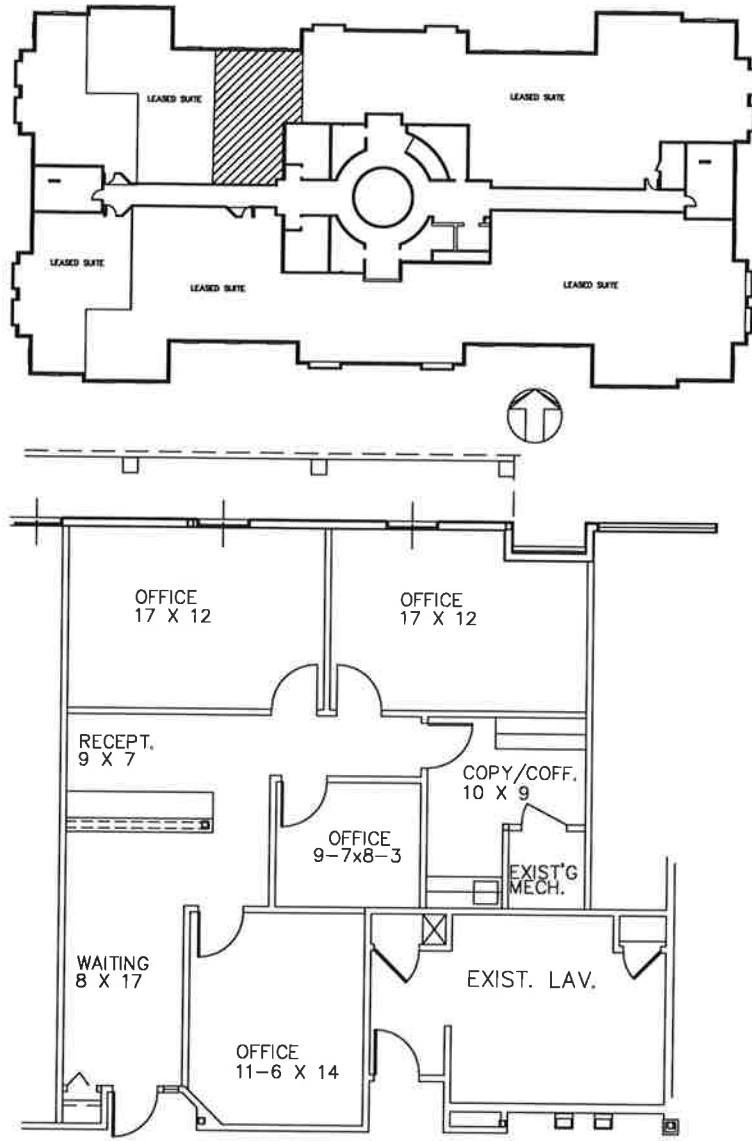 LEASED SUITE
LEASED SUITE
LEASED SUITE
LEASED SUITE
LEASED SUITE
OFFICE
17 X 12
OFFICE
17 X 12
RECEPT.
9 X 7
COPY/COFF.
10 X 9
OFFICE
9-7x8-3
EXIST'G
MECH.
WAITING
8 X 17
EXIST. LAV.
OFFICE
11-6 X 14